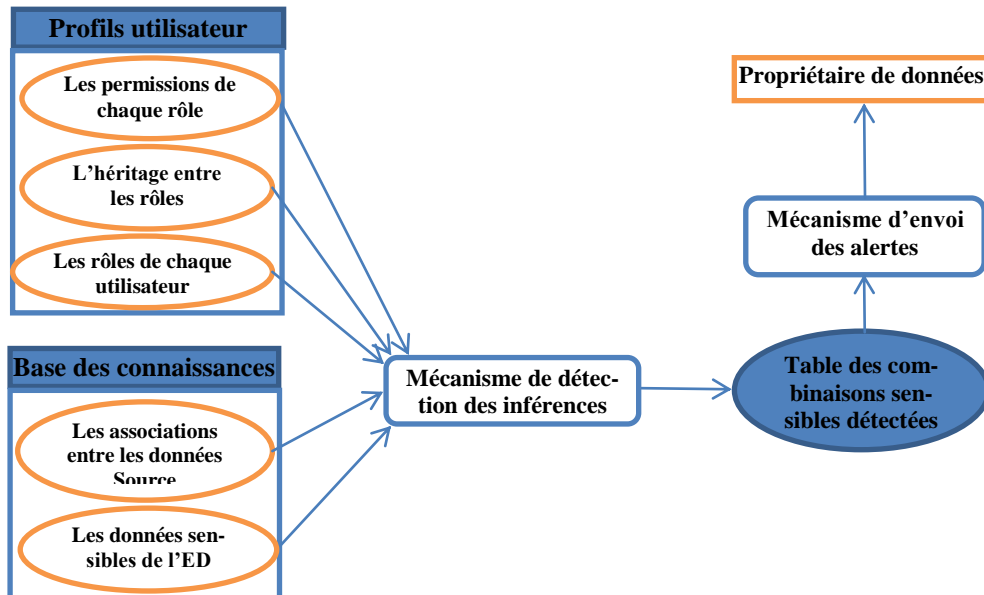 Profils utilisateur
Les permissions de
chaque rôle
L'héritage entre
les rôles
Les rôles de chaque
utilisateur
Base des connaissances
Les associations
entre les données
Source
Les données sen-
sibles de l'ED
Mécanisme de détec-
tion des inférences
Propriétaire de données
Mécanisme d'envoi
des alertes
Table des com-
binaisons sen-
sibles détectées